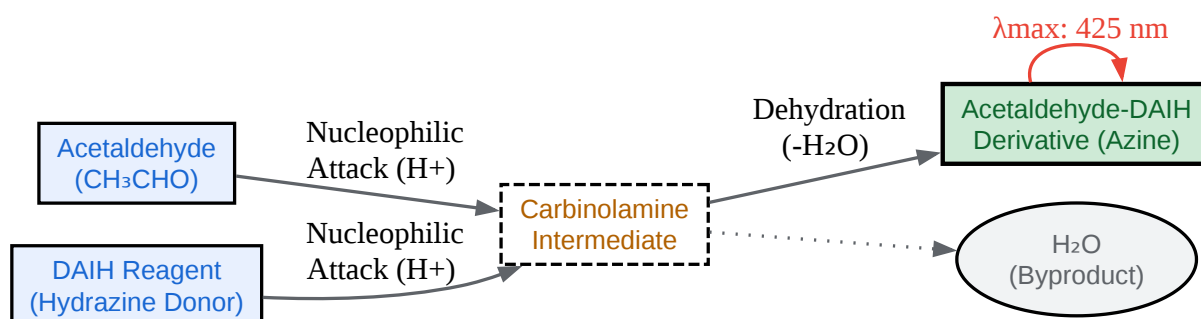 λmax: 425 nm
Acetaldehyde
(CH₃CHO)
Nucleophilic
Attack (H+)
Dehydration
(-H₂O)
Acetaldehyde-DAIH
Derivative (Azine)
DAIH Reagent
(Hydrazine Donor)
Nucleophilic
Attack (H+)
Carbinolamine
Intermediate
H₂O
(Byproduct)